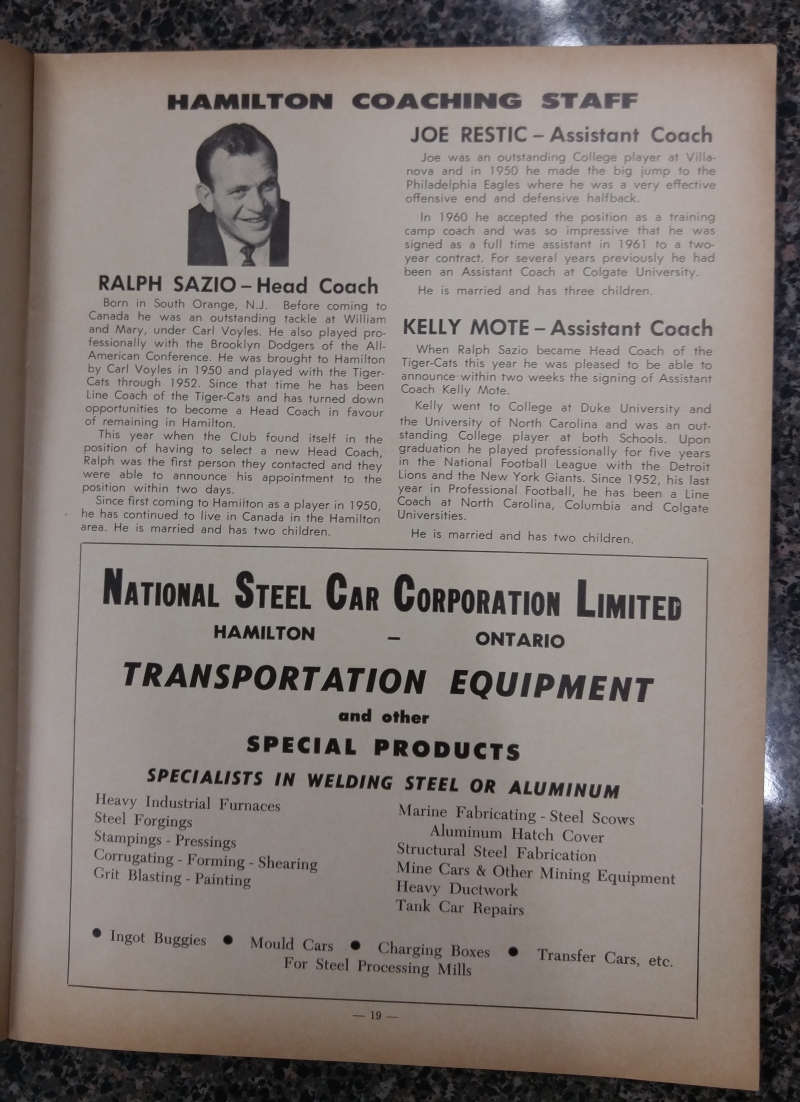 HAMILTON COACHING STAFF
RALPH SAZIO – Head Coach
Born in South Orange, N.J. Before coming to
Canada he was an outstanding tackle at William
and Mary, under Carl Voyles. He also played pro-
fessionally with the Brooklyn Dodgers of the All-
American Conference. He was brought to Hamilton
by Carl Voyles in 1950 and played with the Tiger-
Cats through 1952. Since that time he has been
Line Coach of the Tiger-Cats and has turned down
opportunities to become a Head Coach in favour
of remaining in Hamilton.
This year when the Club found itself in the
position of having to select a new Head Coach,
Ralph was the first person they contacted and they
were able to announce his appointment to the
position within two days.
Since first coming to Hamilton as a player in 1950,
he has continued to live in Canada in the Hamilton
area. He is married and has two children.
JOE RESTIC – Assistant Coach
Joe was an outstanding College player at Villa-
nova and in 1950 he made the big jump to the
Philadelphia Eagles where he was a very effective
offensive end and defensive halfback.
In 1960 he accepted the position as a training
camp coach and was so impressive that he was
signed as a full time assistant in 1961 to a two-
year contract. For several years previously he had
been an Assistant Coach at Colgate University.
He is married and has three children.
KELLY MOTE – Assistant Coach
When Ralph Sazio became Head Coach of the
Tiger-Cats this year he was pleased to be able to
announce within two weeks the signing of Assistant
Coach Kelly Mote.
Kelly went to College at Duke University and
the University of North Carolina and was an out-
standing College player at both Schools. Upon
graduation he played professionally for five years
in the National Football League with the Detroit
Lions and the New York Giants. Since 1952, his last
year in Professional Football, he has been a Line
Coach at North Carolina, Columbia and Colgate
Universities.
He is married and has two children.
NATIONAL STEEL CAR CORPORATION LIMITED
HAMILTON – ONTARIO
TRANSPORTATION EQUIPMENT
and other
SPECIAL PRODUCTS
SPECIALISTS IN WELDING STEEL OR ALUMINUM
Heavy Industrial Furnaces
Steel Forgings
Stampings - Pressings
Corrugating - Forming - Shearing
Grit Blasting - Painting
Marine Fabricating - Steel Scows
Aluminum Hatch Cover
Structural Steel Fabrication
Mine Cars & Other Mining Equipment
Heavy Ductwork
Tank Car Repairs
• Ingot Buggies • Mould Cars • Charging Boxes • Transfer Cars, etc.
For Steel Processing Mills
— 19 —